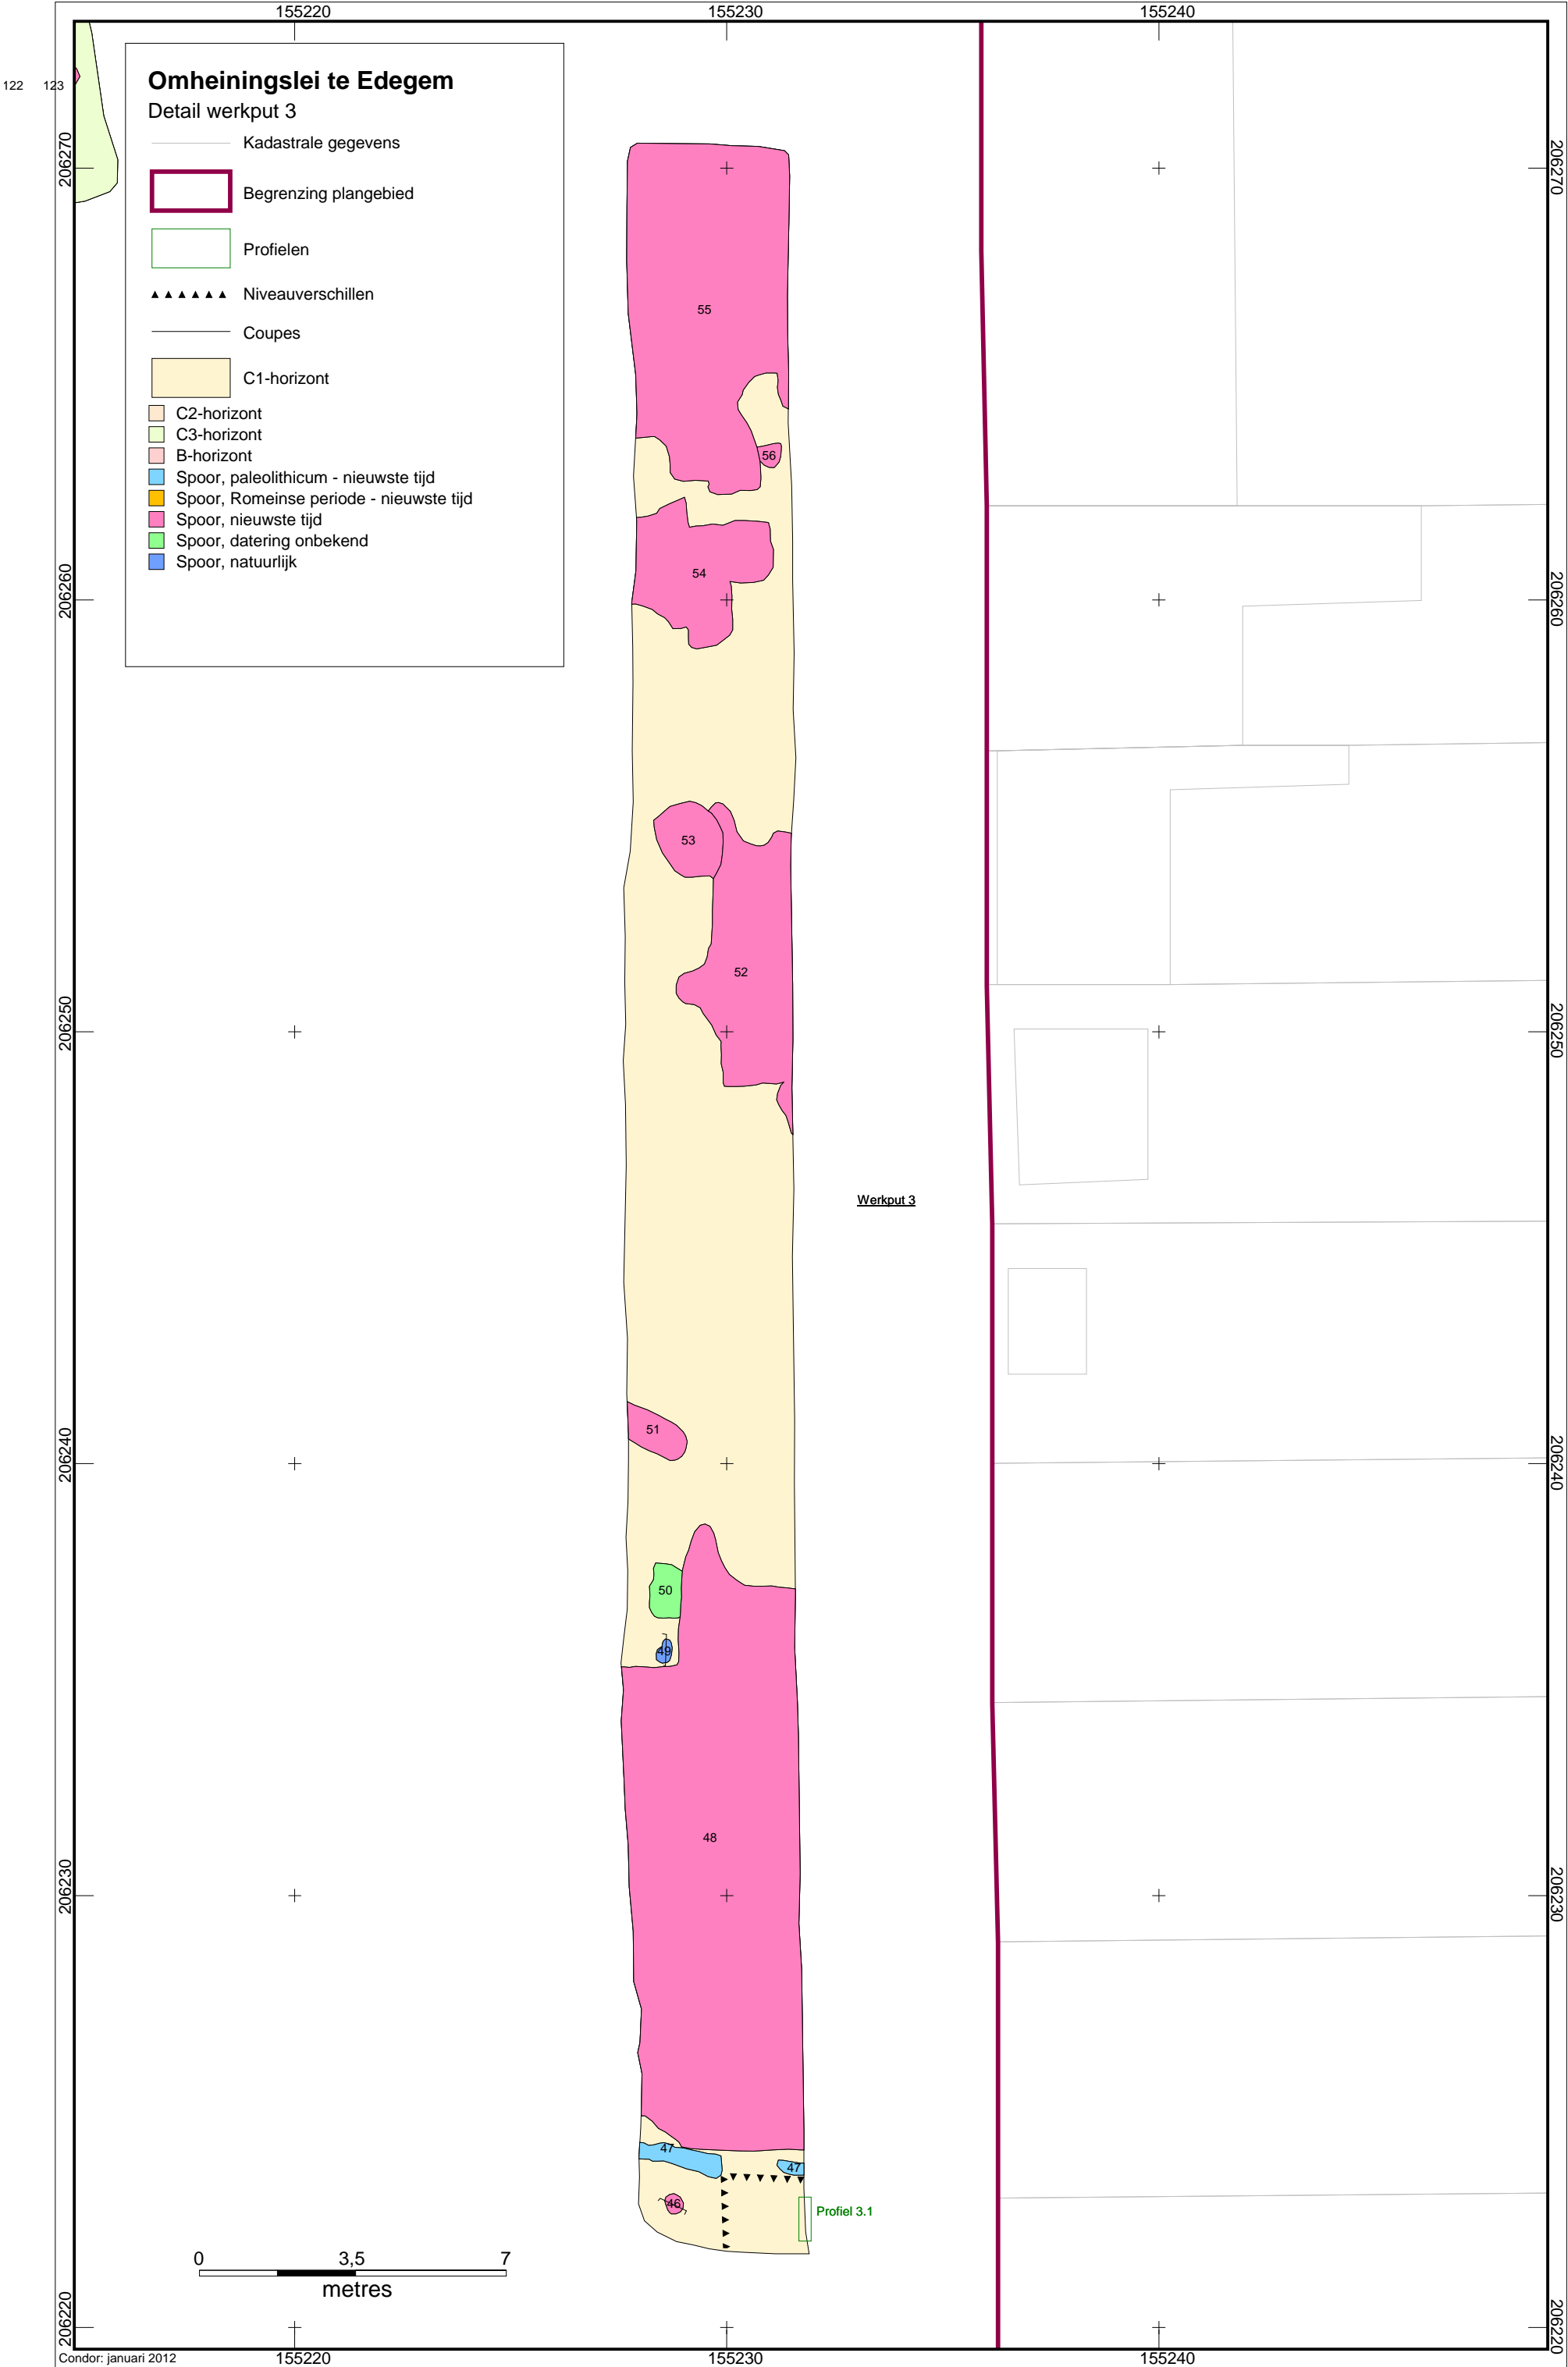 155220 155230 155240
122 123
Omheiningslei te Edegem
Detail werkput 3
Kadastrale gegevens
Begrenzing plangebied
Profielen
Niveauverschillen
Coupes
C1-horizont
C2-horizont
C3-horizont
B-horizont
Spoor, paleolithicum - nieuwste tijd
Spoor, Romeinse periode - nieuwste tijd
Spoor, nieuwste tijd
Spoor, datering onbekend
Spoor, natuurlijk
206270 206270
55
56
54
206260 206260
53
52
206250 206250
Werkput 3
51
206240 206240
50
49
48
206230 206230
47
47
46
Profiel 3.1
0 3,5 7
metres
206220 206220
Condor: januari 2012
155220 155230 155240